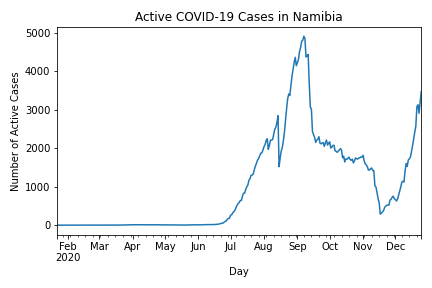 Active COVID-19 Cases in Namibia
Number of Active Cases
5000
4000
3000
2000
1000
0
Feb Mar Apr May Jun Jul Aug Sep Oct Nov Dec
2020
Day